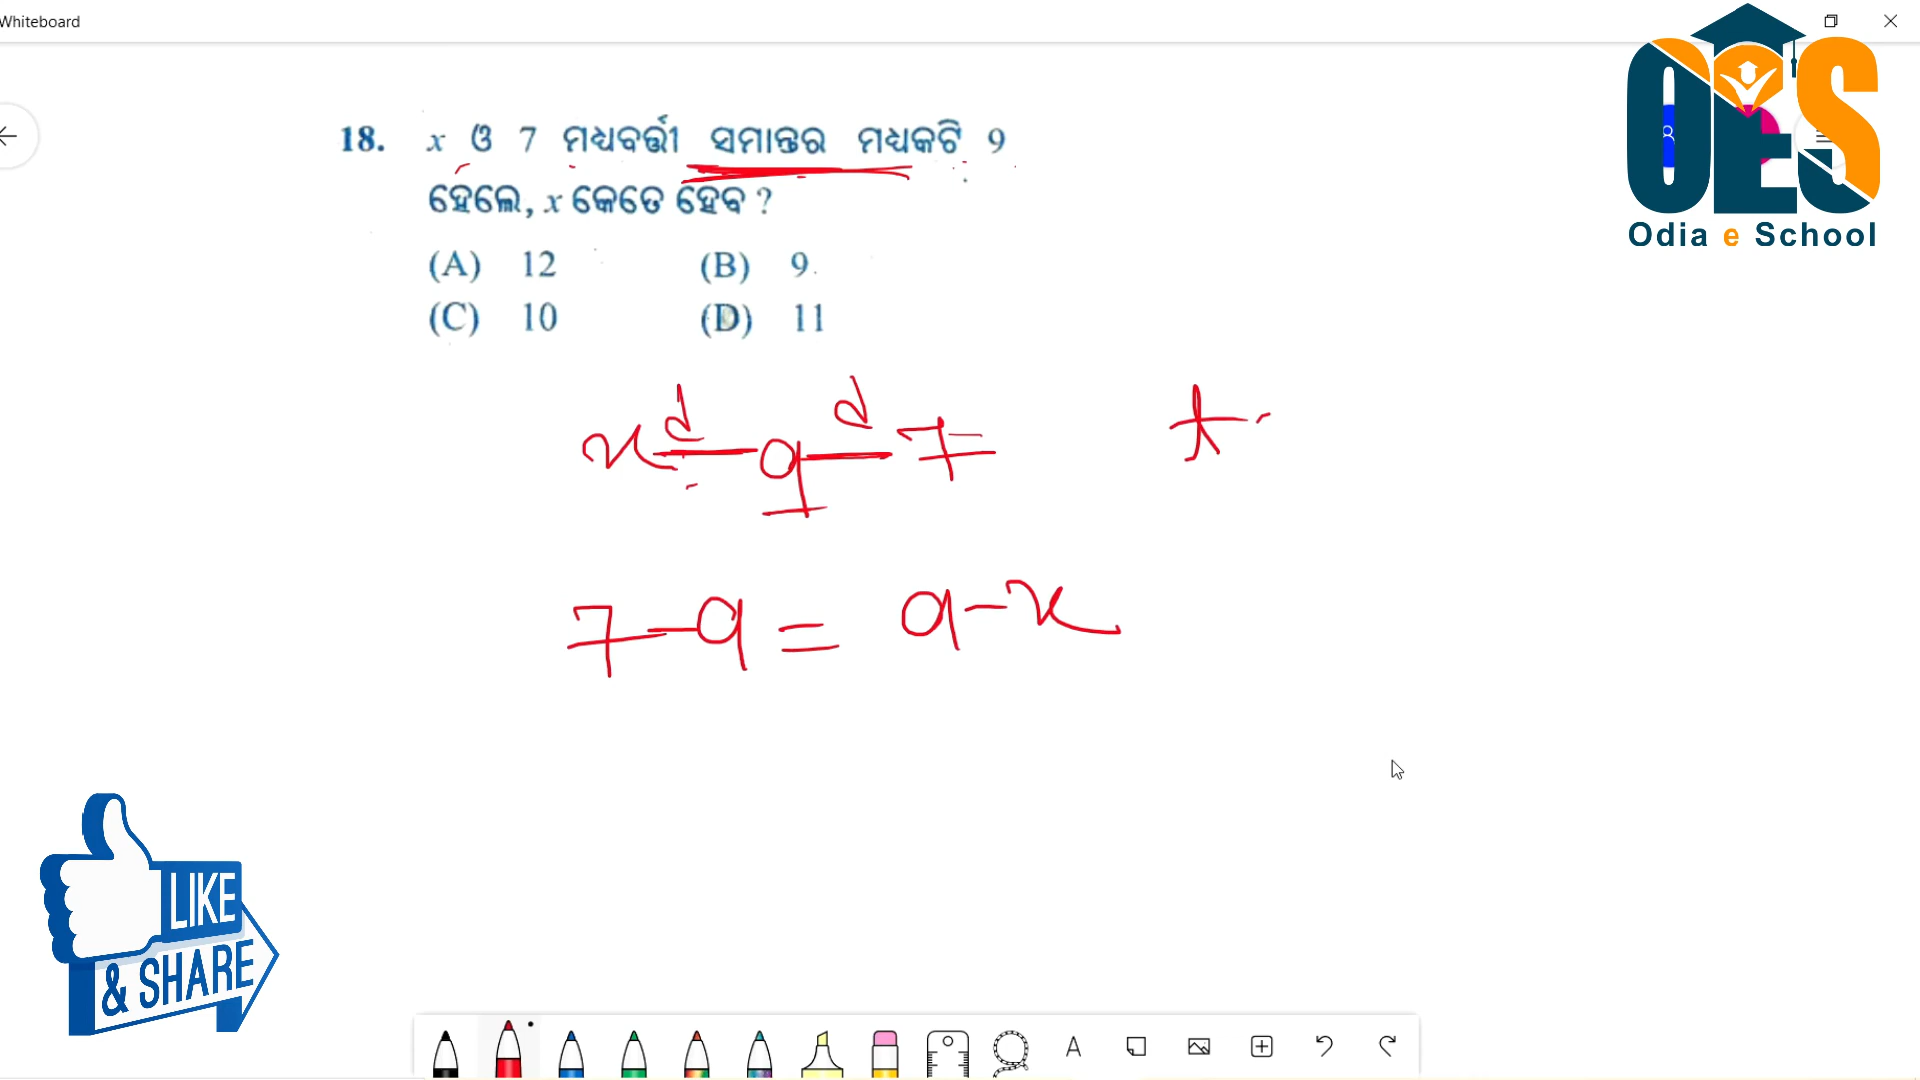 Whiteboard
OES
Odia e School
18. x ଓ 7 ମଧ୍ୟବର୍ତ୍ତୀ ସମାନ୍ତର ମଧ୍ୟକଟି 9
ହେଲେ, x କେତେ ହେବ ?
(A) 12 (B) 9
(C) 10 (D) 11
d d
x 9 7
7 - 9 = 9 - x
LIKE
& SHARE
A